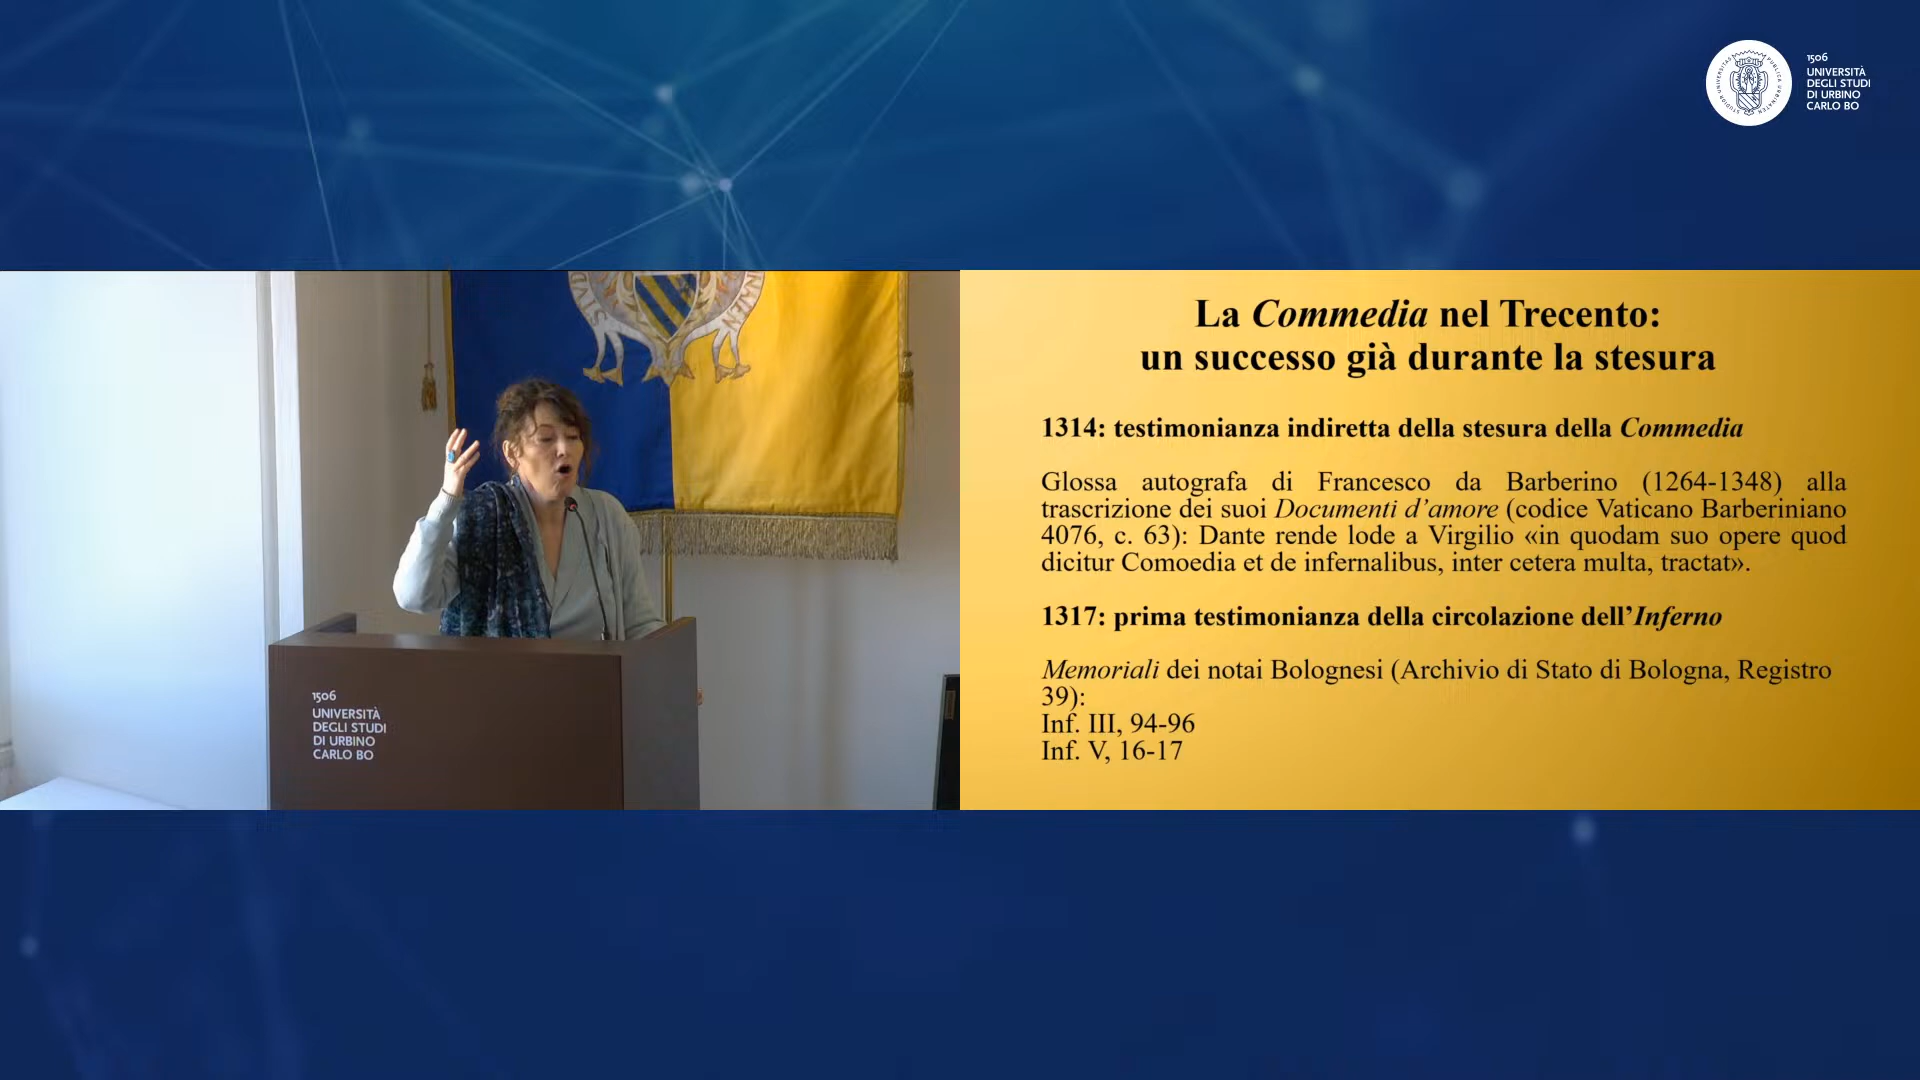 1506
UNIVERSITÀ
DEGLI STUDI
DI URBINO
CARLO BO
La Commedia nel Trecento:
un successo già durante la stesura
1314: testimonianza indiretta della stesura della Commedia
Glossa autografa di Francesco da Barberino (1264-1348) alla
trascrizione dei suoi Documenti d’amore (codice Vaticano Barberiniano
4076, c. 63): Dante rende lode a Virgilio «in quodam suo opere quod
dicitur Comoedia et de infernalibus, inter cetera multa, tractat».
1317: prima testimonianza della circolazione dell’Inferno
Memoriali dei notai Bolognesi (Archivio di Stato di Bologna, Registro
39):
Inf. III, 94-96
Inf. V, 16-17
1506
UNIVERSITÀ
DEGLI STUDI
DI URBINO
CARLO BO